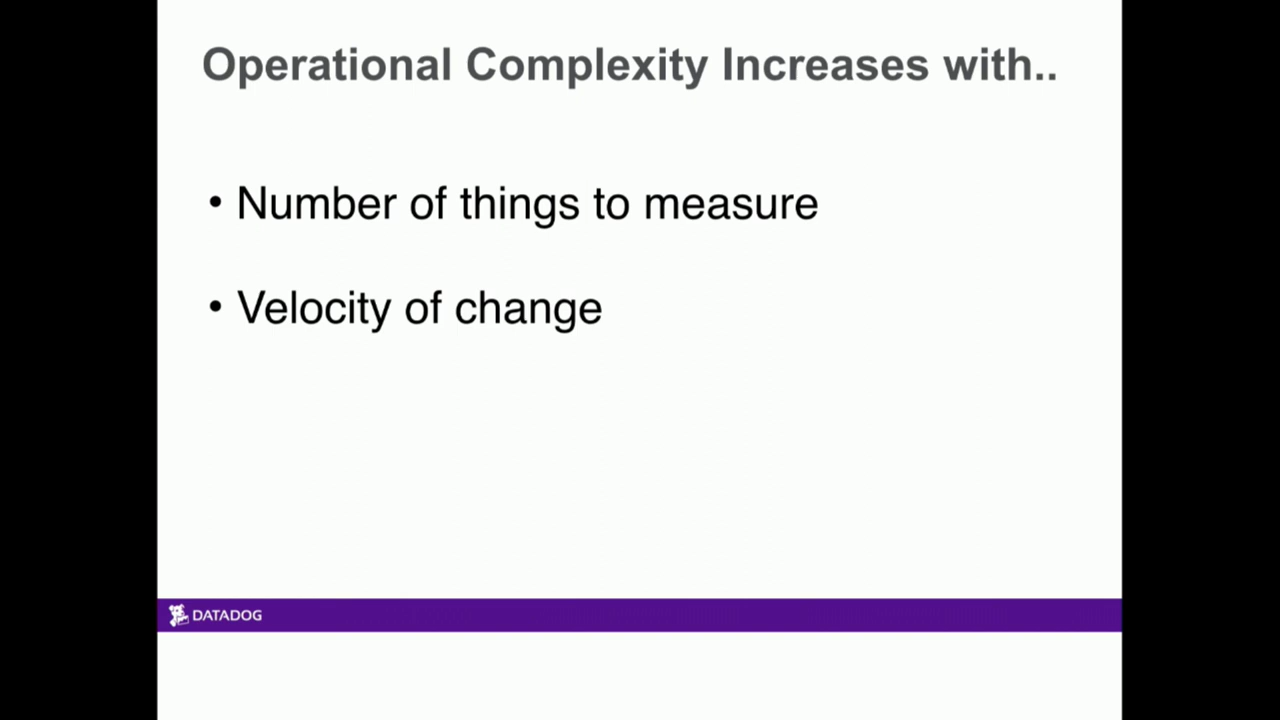 Operational Complexity Increases with..
• Number of things to measure
• Velocity of change
DATADOG